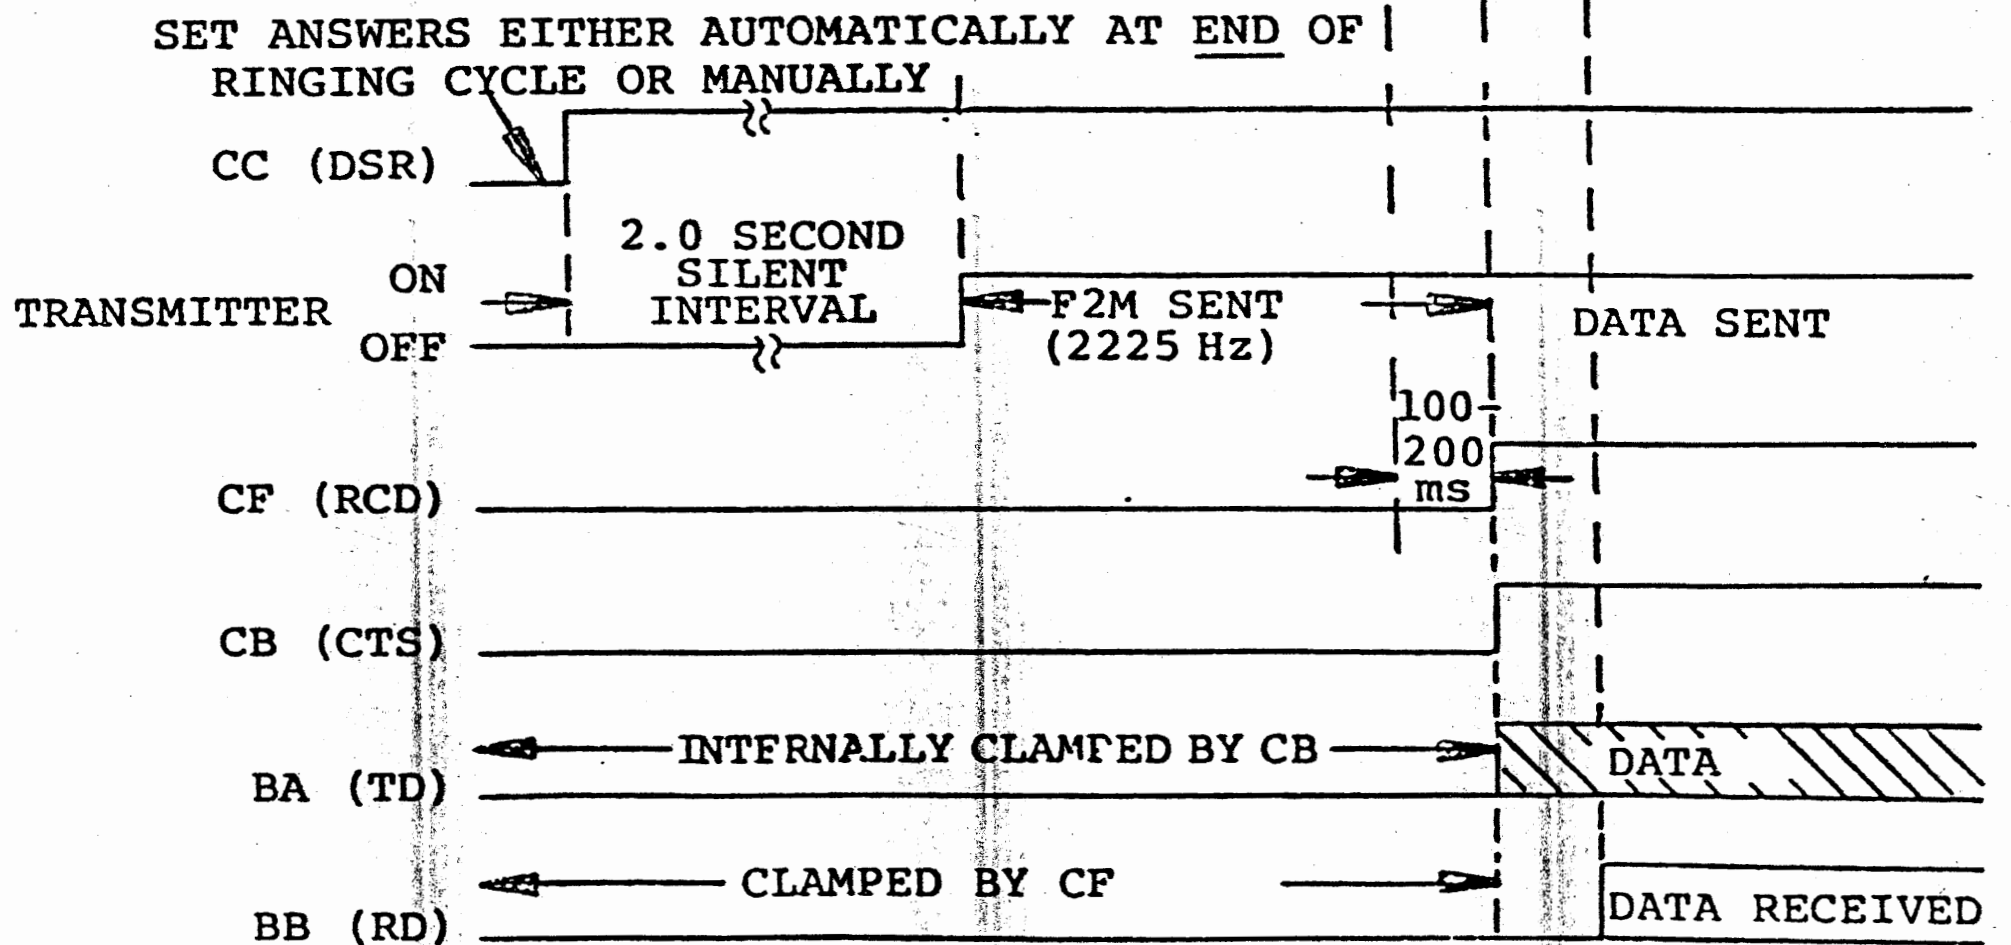 SET ANSWERS EITHER AUTOMATICALLY AT END OF
RINGING CYCLE OR MANUALLY
CC (DSR)
2.0 SECOND
SILENT
INTERVAL
ON
TRANSMITTER
OFF
F2M SENT
(2225 Hz)
DATA SENT
100-
200
ms
CF (RCD)
CB (CTS)
INTERNALLY CLAMPED BY CB
DATA
BA (TD)
CLAMPED BY CF
DATA RECEIVED
BB (RD)